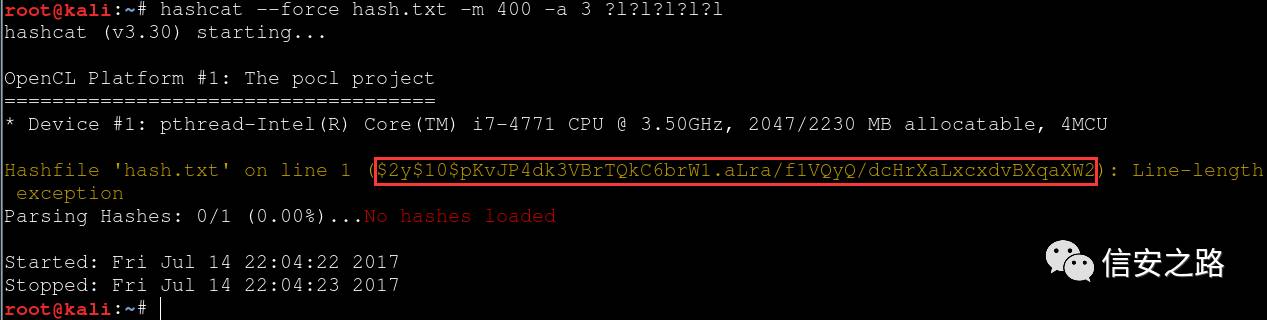 root@kali:~# hashcat --force hash.txt -m 400 -a 3 ?l?l?l?l?l
hashcat (v3.30) starting...
OpenCL Platform #1: The pocl project
====================================
* Device #1: pthread-Intel(R) Core(TM) i7-4771 CPU @ 3.50GHz, 2047/2230 MB allocatable, 4MCU
Hashfile 'hash.txt' on line 1 ($2y$10$pKvJP4dk3VBrTQkC6brW1.aLra/f1VQyQ/dcHrXaLxcxdvBXqaXW2): Line-length
exception
Parsing Hashes: 0/1 (0.00%)...No hashes loaded
Started: Fri Jul 14 22:04:22 2017
Stopped: Fri Jul 14 22:04:23 2017
root@kali:~#
信安之路